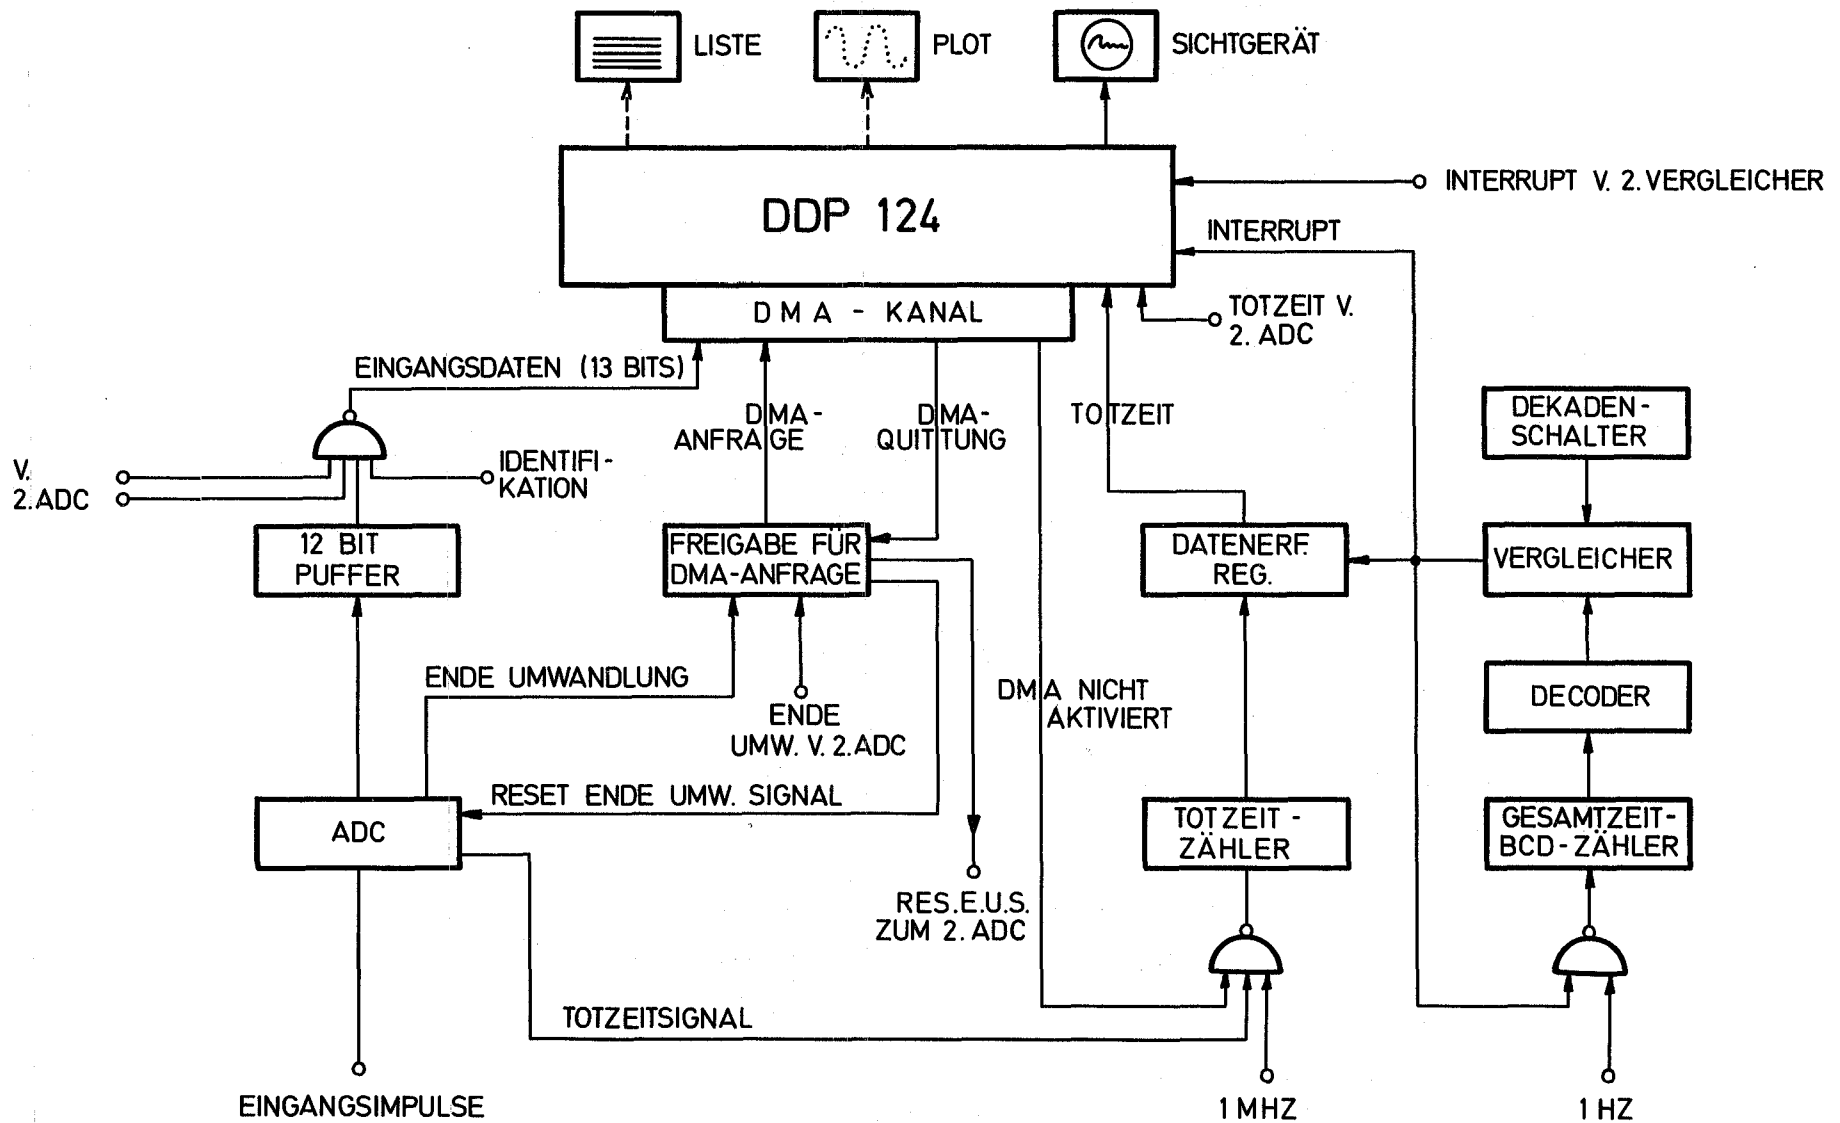 LISTE
PLOT
SICHTGERÄT
DDP 124
INTERRUPT V. 2. VERGLEICHER
INTERRUPT
DMA - KANAL
TOTZEIT V.
2. ADC
EINGANGSDATEN (13 BITS)
DMA-
ANFRAGE
DMA-
QUITTUNG
TOTZEIT
DEKADEN-
SCHALTER
V.
2. ADC
IDENTIFI-
KATION
12 BIT
PUFFER
FREIGABE FÜR
DMA-ANFRAGE
DATENERF.
REG.
VERGLEICHER
ENDE UMWANDLUNG
ENDE
UMW. V. 2. ADC
DMA NICHT
AKTIVIERT
DECODER
RESET ENDE UMW. SIGNAL
ADC
TOTZEIT-
ZÄHLER
GESAMTZEIT-
BCD-ZÄHLER
RES.E.U.S.
ZUM 2. ADC
TOTZEITSIGNAL
EINGANGSIMPULSE
1 MHZ
1 HZ